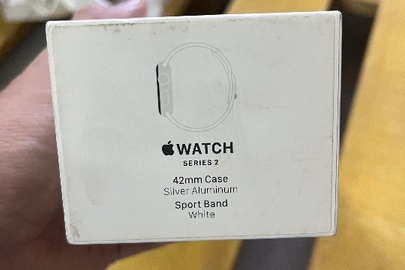 WATCH
SERIES 2
42mm Case
Silver Aluminum
Sport Band
White